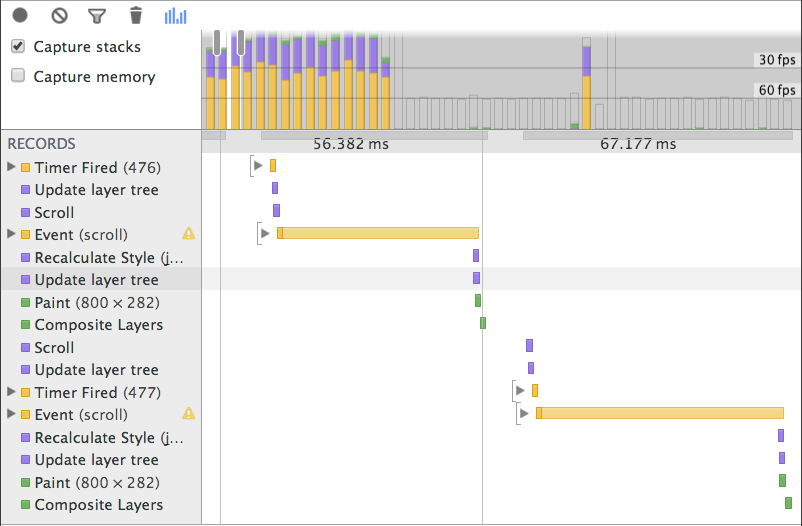 Capture stacks
Capture memory
30 fps
60 fps
RECORDS
56.382 ms
67.177 ms
Timer Fired (476)
Update layer tree
Scroll
Event (scroll)
Recalculate Style (j...
Update layer tree
Paint (800 × 282)
Composite Layers
Scroll
Update layer tree
Timer Fired (477)
Event (scroll)
Recalculate Style (j...
Update layer tree
Paint (800 × 282)
Composite Layers